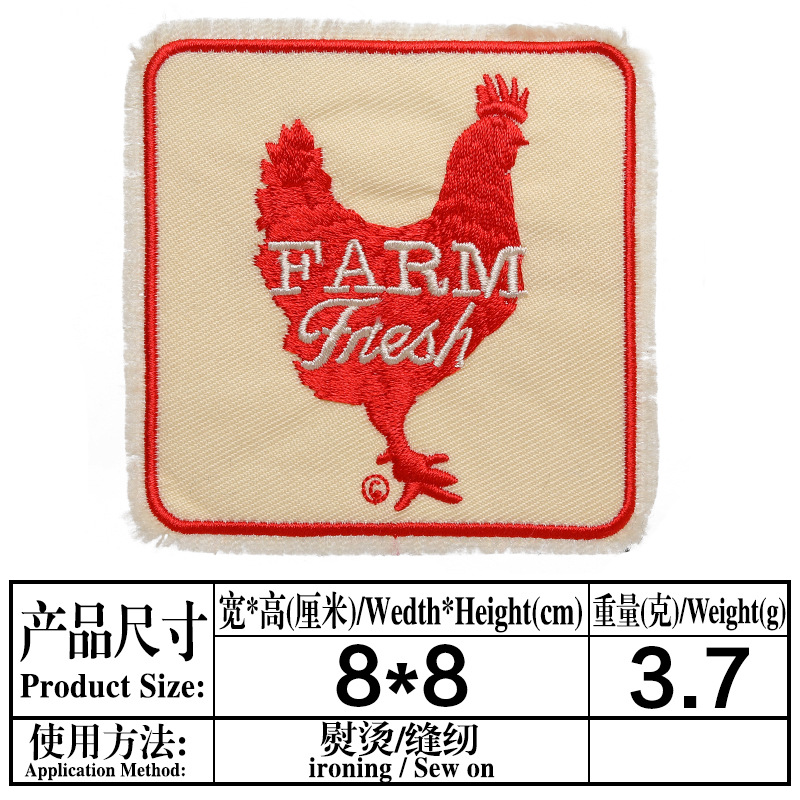 FARM
Fresh
©
产品尺寸
Product Size:
宽*高(厘米)/Wedth*Height(cm)
重量(克)/Weight(g)
8*8
3.7
使用方法:
Application Method:
熨烫/缝纫
ironing / Sew on